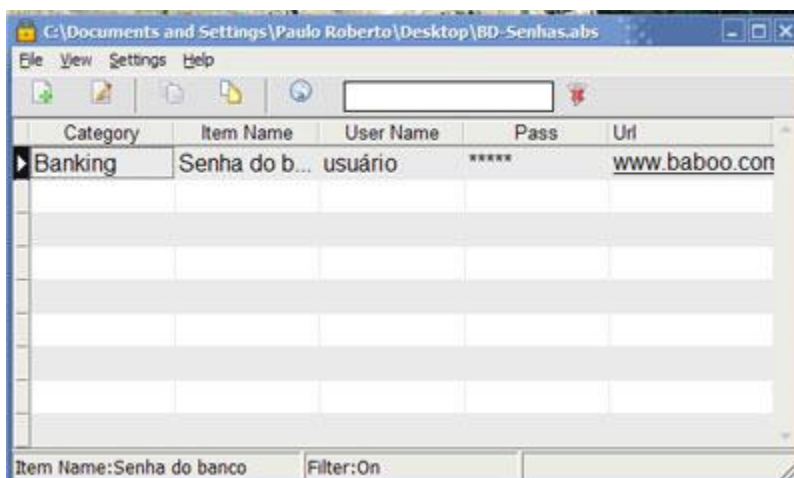 C:\Documents and Settings\Paulo Roberto\Desktop\BD-Senhas.abs
File View Settings Help
Category Item Name User Name Pass Url
Banking Senha do b... usuário ***** www.baboo.com
Item Name:Senha do banco Filter:On